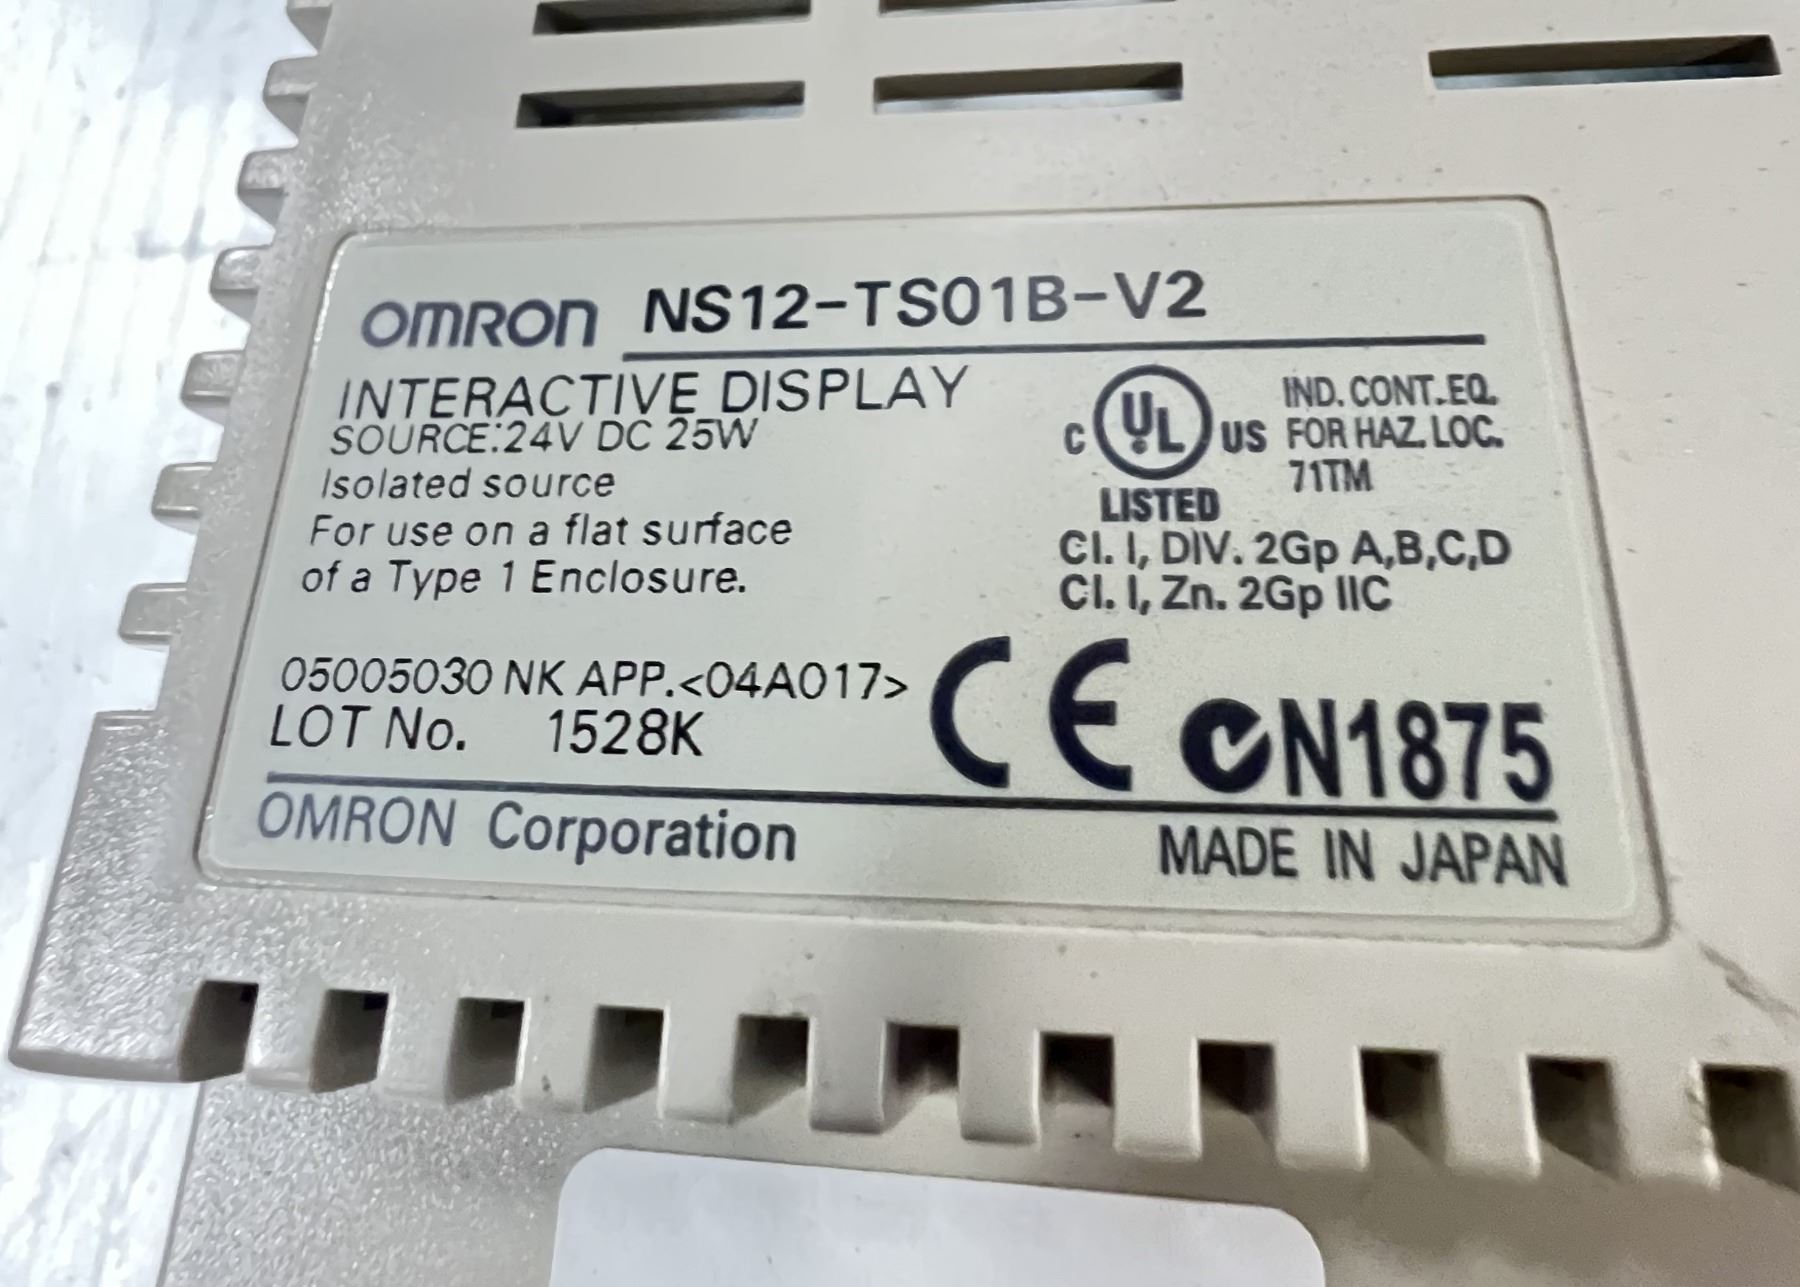 OMRON NS12-TS01B-V2
INTERACTIVE DISPLAY
SOURCE:24V DC 25W
Isolated source
For use on a flat surface
of a Type 1 Enclosure.
C UL US
LISTED
IND. CONT. EQ.
FOR HAZ. LOC.
71TM
Cl. I, DIV. 2Gp A,B,C,D
Cl. I, Zn. 2Gp IIC
05005030 NK APP.<04A017>
LOT No. 1528K
CE N1875
OMRON Corporation
MADE IN JAPAN